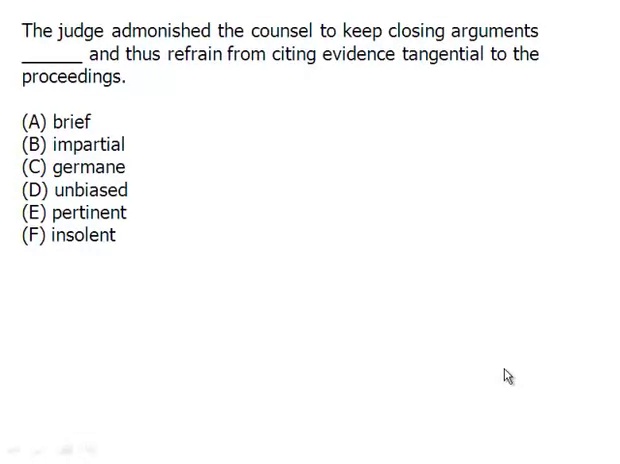 The judge admonished the counsel to keep closing arguments
______ and thus refrain from citing evidence tangential to the
proceedings.
(A) brief
(B) impartial
(C) germane
(D) unbiased
(E) pertinent
(F) insolent